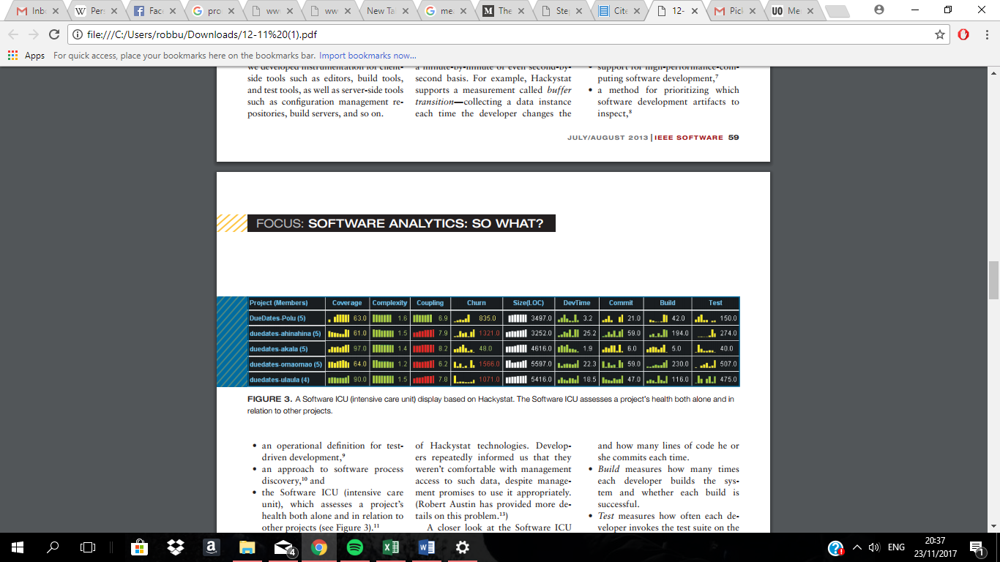 Inb
Per
Fac
pro
ww
ww
New Ta
mea
The
Ste
Cite
12-
Pic
Me
file:///C:/Users/robbu/Downloads/12-11%20(1).pdf
Apps For quick access, place your bookmarks here on the bookmarks bar. Import bookmarks now...
we developed instrumentation for client-
side tools such as editors, build tools,
and test tools, as well as server-side tools
such as configuration management re-
positories, build servers, and so on.
a minute-by-minute or even second-by-
second basis. For example, Hackystat
supports a measurement called buffer
transition—collecting a data instance
each time the developer changes the
• support for high-performance-com-
puting software development,7
• a method for prioritizing which
software development artifacts to
inspect,8
JULY/AUGUST 2013 | IEEE SOFTWARE 59
FOCUS: SOFTWARE ANALYTICS: SO WHAT?
Project (Members) Coverage Complexity Coupling Churn Size(LOC) DevTime Commit Build Test
DueDates-Polu (5) 63.0 1.6 6.9 835.0 3497.0 3.2 21.0 42.0 150.0
duedates-ahinahina (5) 61.0 1.5 7.9 1321.0 3252.0 25.2 59.0 194.0 274.0
duedates-akala (5) 97.0 1.4 8.2 48.0 4616.0 1.9 6.0 5.0 40.0
duedates-omaomao (5) 64.0 1.2 6.2 1566.0 5597.0 22.3 59.0 230.0 507.0
duedates-ulaula (4) 90.0 1.5 7.8 1071.0 5416.0 18.5 47.0 116.0 475.0
FIGURE 3. A Software ICU (intensive care unit) display based on Hackystat. The Software ICU assesses a project's health both alone and in
relation to other projects.
• an operational definition for test-
driven development,9
• an approach to software process
discovery,10 and
• the Software ICU (intensive care
unit), which assesses a project's
health both alone and in relation to
other projects (see Figure 3).11
of Hackystat technologies. Develop-
ers repeatedly informed us that they
weren't comfortable with management
access to such data, despite manage-
ment promises to use it appropriately.
(Robert Austin has provided more de-
tails on this problem.13)
A closer look at the Software ICU
and how many lines of code he or
she commits each time.
• Build measures how many times
each developer builds the sys-
tem and whether each build is
successful.
• Test measures how often each de-
veloper invokes the test suite on the
4
ENG
20:37
23/11/2017
1